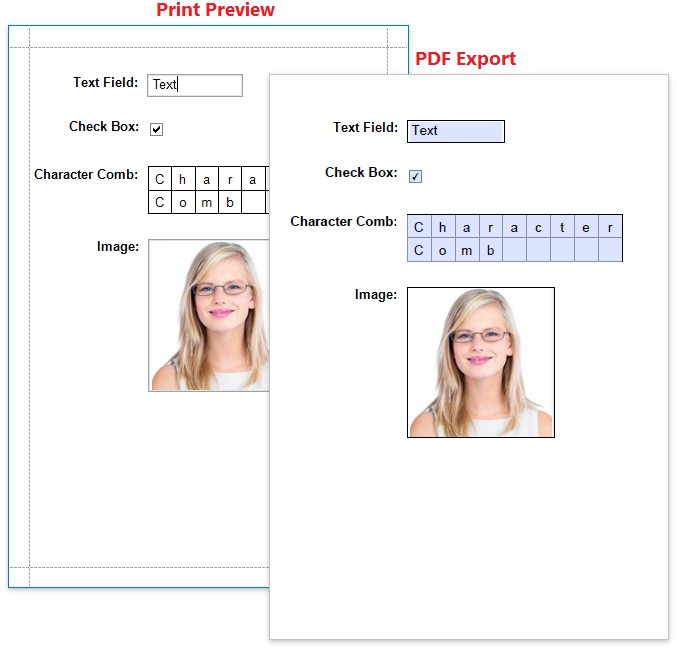 Print Preview
Text Field: Text
Check Box:
Character Comb: C h a r a
C o m b
Image:
PDF Export
Text Field: Text
Check Box:
Character Comb: C h a r a c t e r
C o m b
Image: